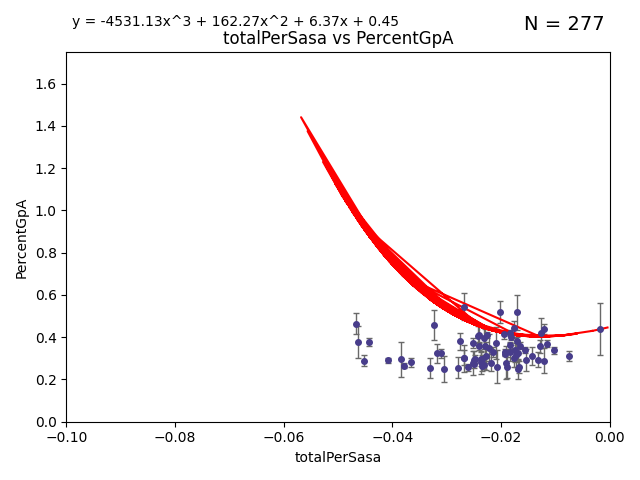 y = -4531.13x^3 + 162.27x^2 + 6.37x + 0.45
N = 277
totalPerSasa vs PercentGpA
PercentGpA
1.6
1.4
1.2
1.0
0.8
0.6
0.4
0.2
0.0
−0.10 −0.08 −0.06 −0.04 −0.02 0.00
totalPerSasa